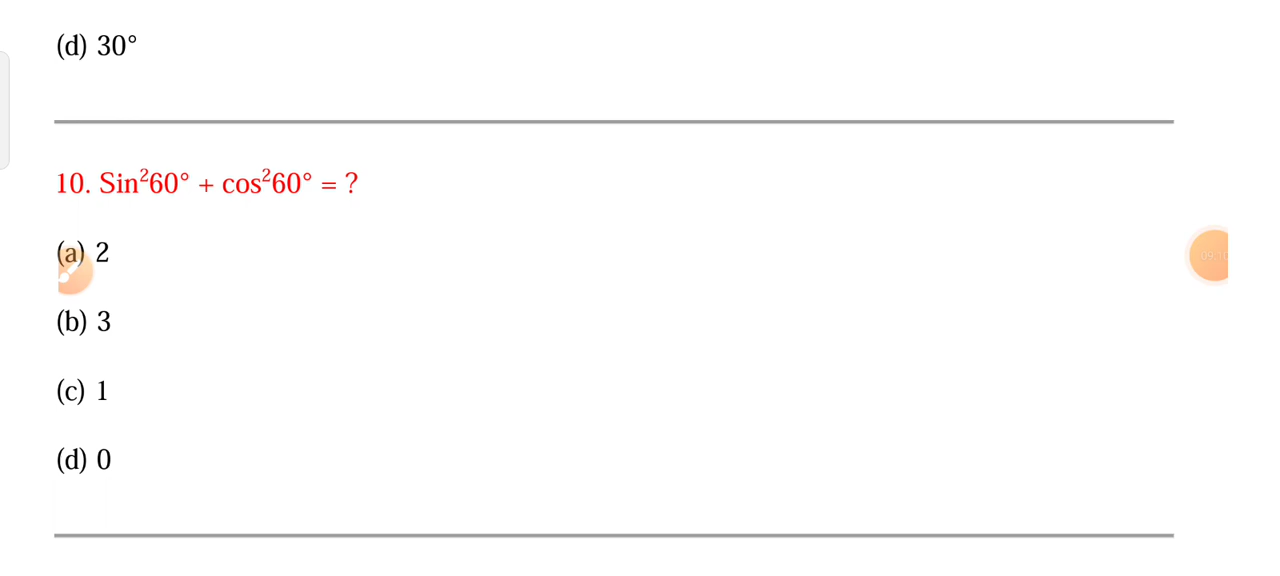 (d) 30°
10. Sin²60° + cos²60° = ?
(a) 2
(b) 3
(c) 1
(d) 0